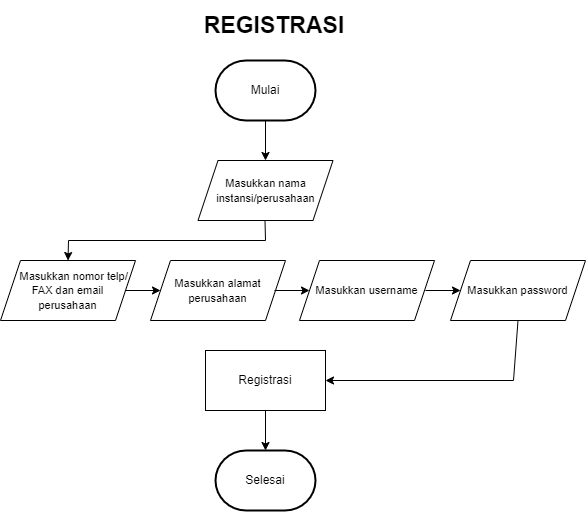 REGISTRASI
Mulai
Masukkan nama
instansi/perusahaan
Masukkan nomor telp/
FAX dan email
perusahaan
Masukkan alamat
perusahaan
Masukkan username
Masukkan password
Registrasi
Selesai